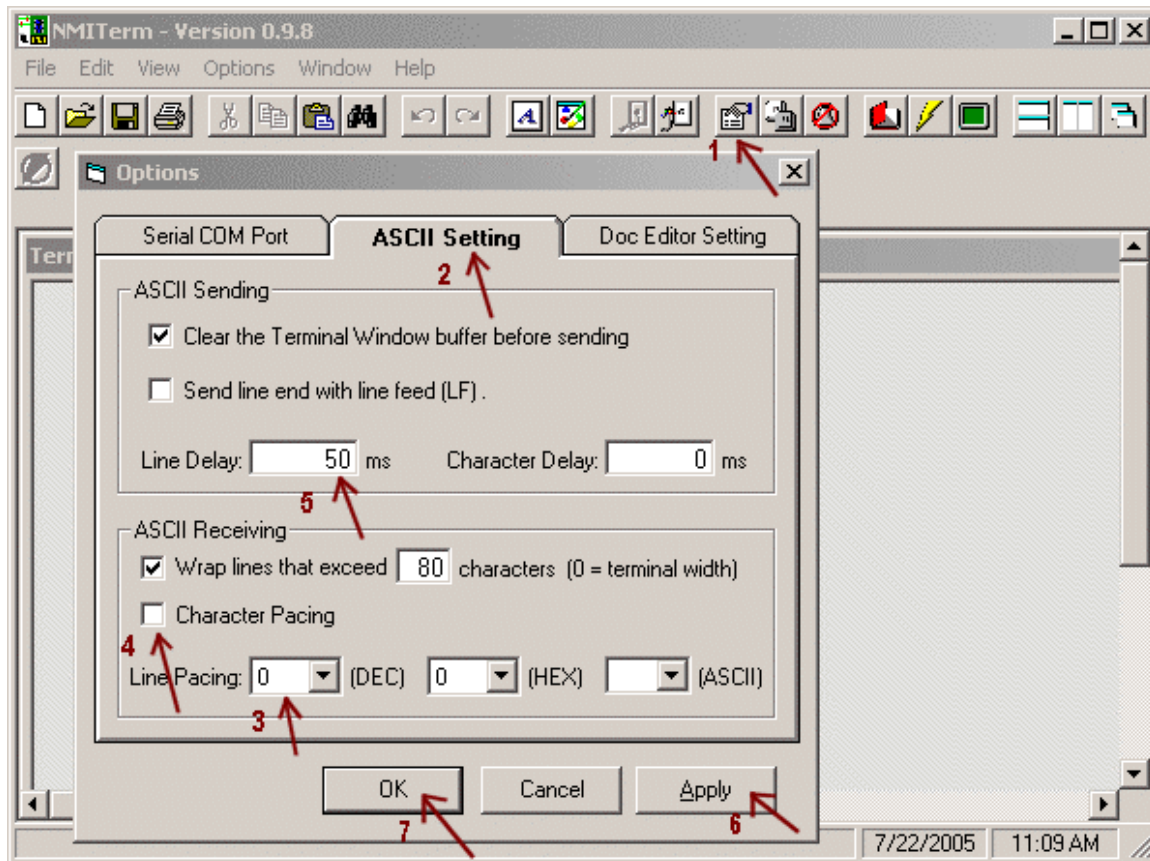 NMITerm - Version 0.9.8
File Edit View Options Window Help
1
Options
Serial COM Port ASCII Setting Doc Editor Setting
Tern
2
ASCII Sending
Clear the Terminal Window buffer before sending
Send line end with line feed (LF) .
Line Delay: 50 ms Character Delay: 0 ms
5
ASCII Receiving
Wrap lines that exceed 80 characters (0 = terminal width)
Character Pacing
4
Line Pacing: 0 (DEC) 0 (HEX) (ASCII)
3
OK Cancel Apply
7 6
7/22/2005 11:09 AM